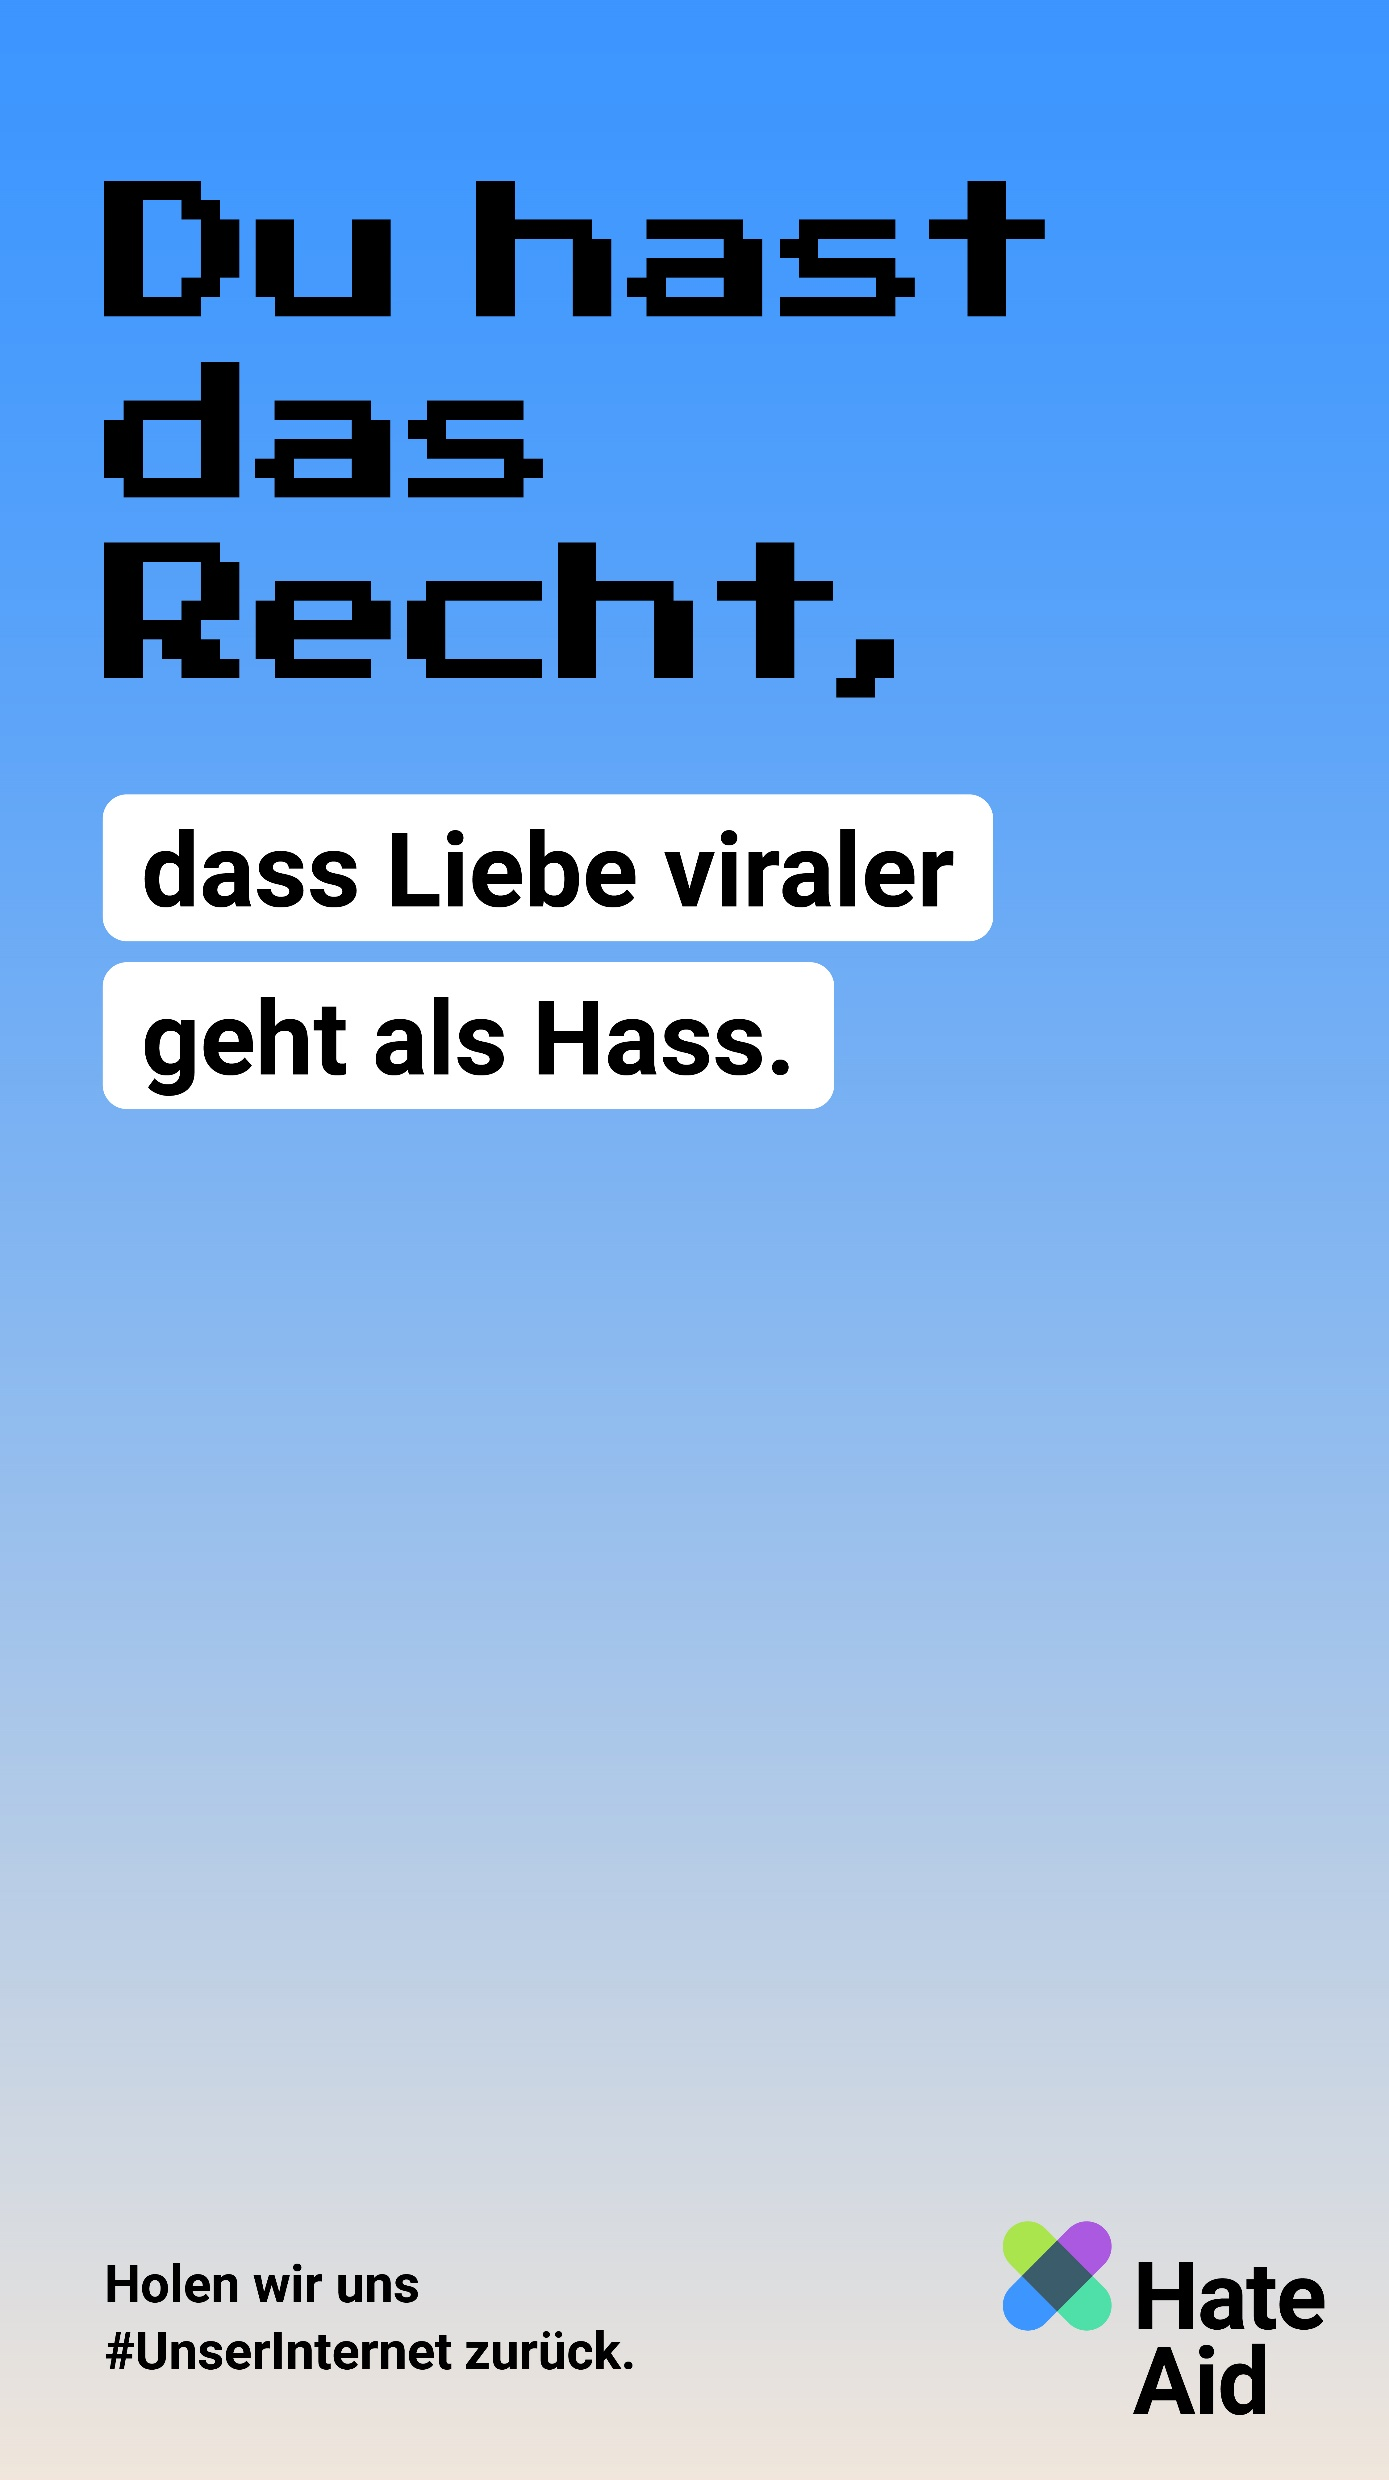 Du hast
das
Recht,
dass Liebe viraler
geht als Hass.
Holen wir uns
#UnserInternet zurück.
Hate
Aid